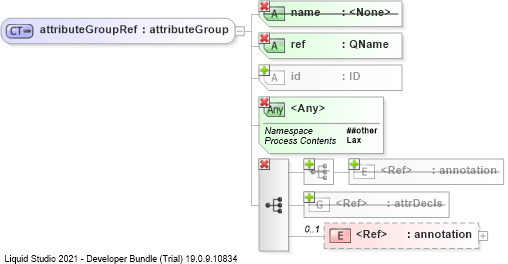 CT attributeGroupRef : attributeGroup
A name : <None>
A ref : QName
A id : ID
Any <Any>
Namespace ##other
Process Contents Lax
E <Ref> : annotation
G <Ref> : attrDecls
0..1 E <Ref> : annotation
Liquid Studio 2021 - Developer Bundle (Trial) 19.0.9.10834